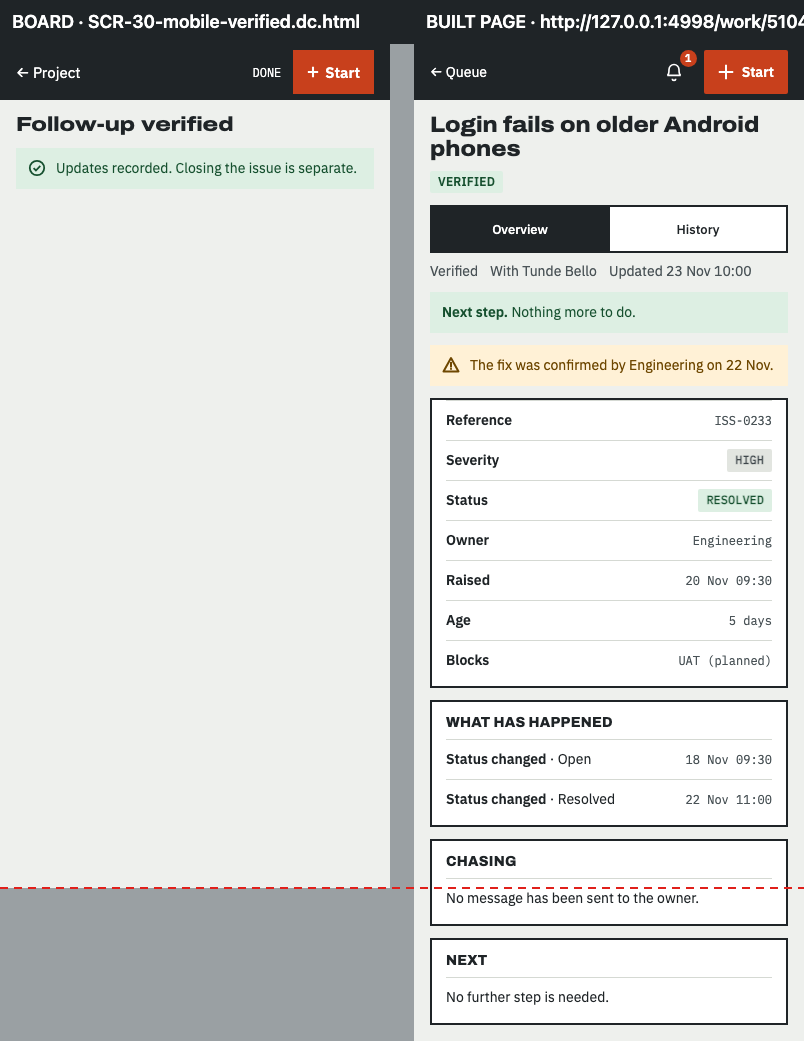 BOARD · SCR-30-mobile-verified.dc.html
← Project
DONE
+ Start
Follow-up verified
Updates recorded. Closing the issue is separate.
BUILT PAGE · http://127.0.0.1:4998/work/5104
← Queue
1
+ Start
Login fails on older Android
phones
VERIFIED
Overview
History
Verified With Tunde Bello Updated 23 Nov 10:00
Next step. Nothing more to do.
The fix was confirmed by Engineering on 22 Nov.
Reference ISS-0233
Severity HIGH
Status RESOLVED
Owner Engineering
Raised 20 Nov 09:30
Age 5 days
Blocks UAT (planned)
WHAT HAS HAPPENED
Status changed · Open 18 Nov 09:30
Status changed · Resolved 22 Nov 11:00
CHASING
No message has been sent to the owner.
NEXT
No further step is needed.